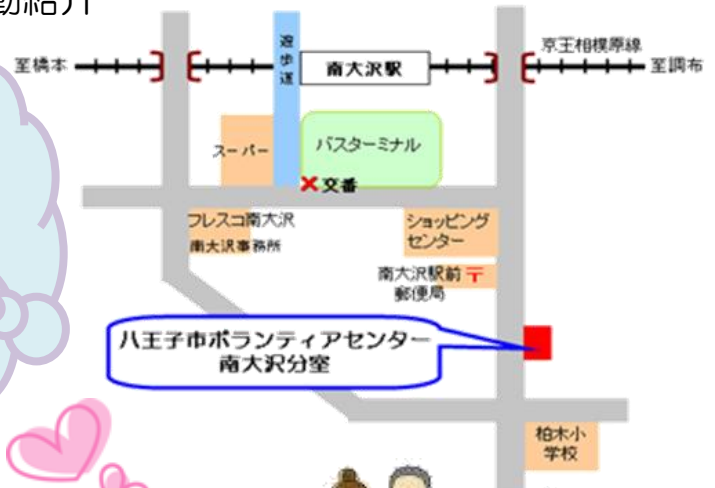 動紹介
京王相模原線
至橋本
遊歩道
南大沢駅
至調布
スーパー
バスターミナル
交番
フレスコ南大沢
南大沢事務所
ショッピング
センター
南大沢駅前〒
郵便局
八王子市ボランティアセンター
南大沢分室
柏木小
学校